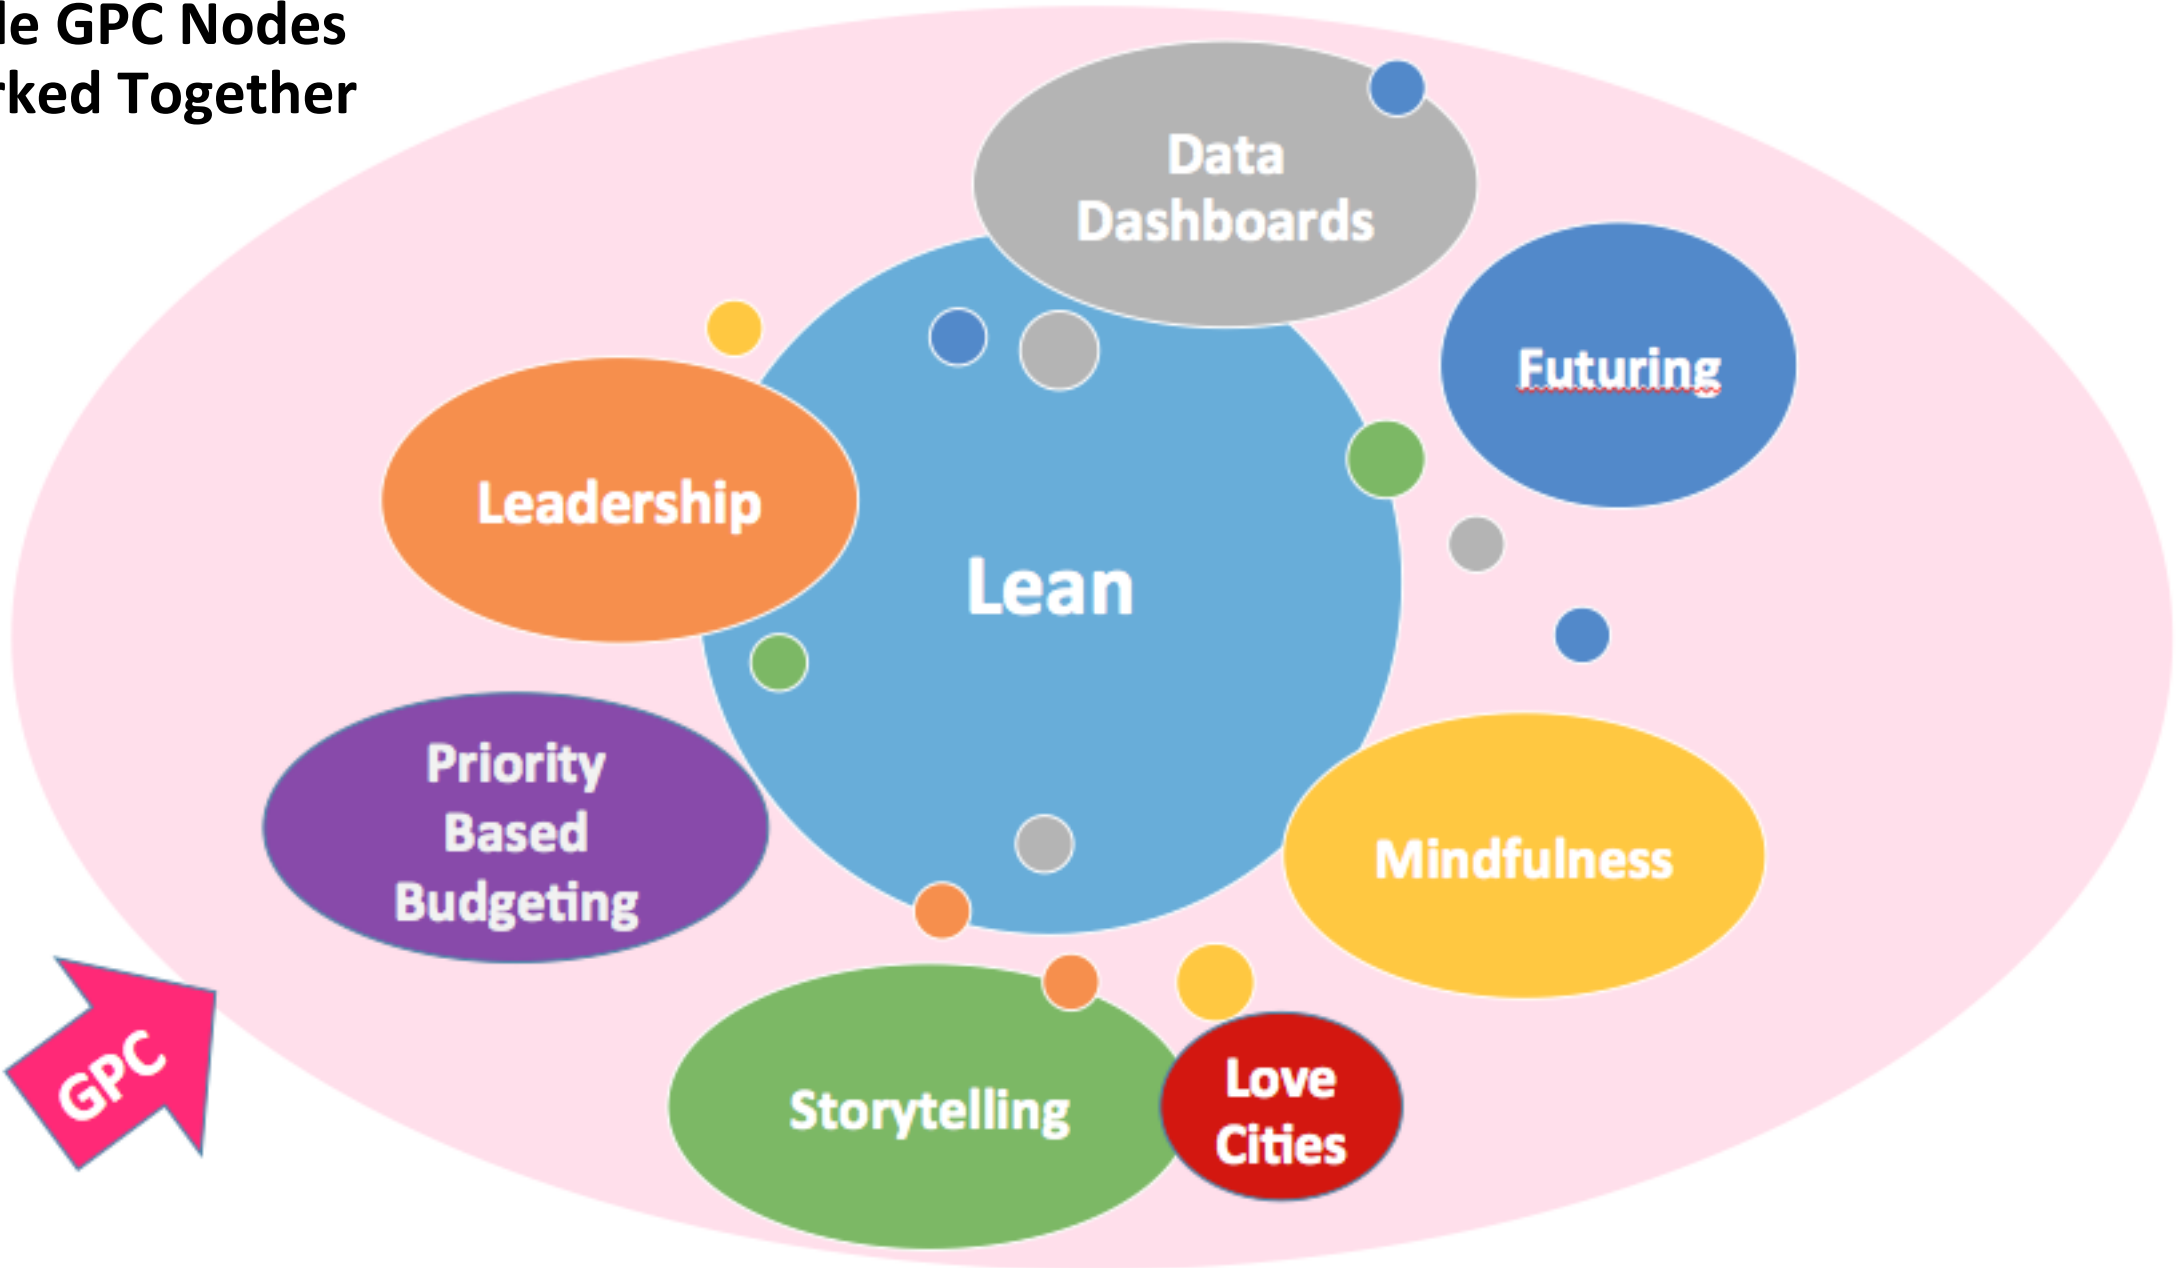 le GPC Nodes
rked Together
Data
Dashboards
Futuring
Leadership
Lean
Priority
Based
Budgeting
Mindfulness
Storytelling
Love
Cities
GPC